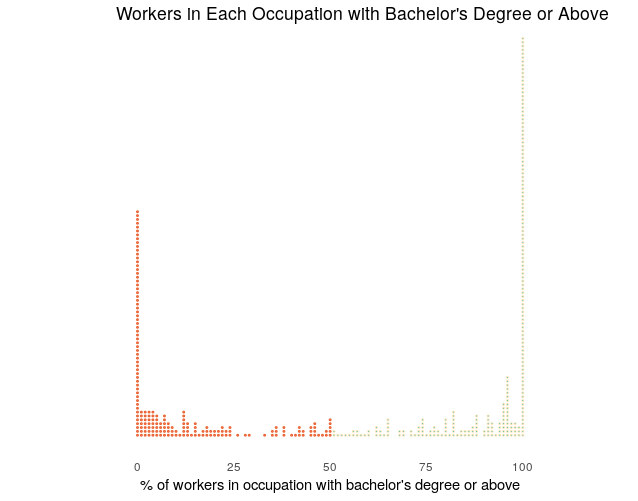 Workers in Each Occupation with Bachelor's Degree or Above
0 25 50 75 100
% of workers in occupation with bachelor's degree or above